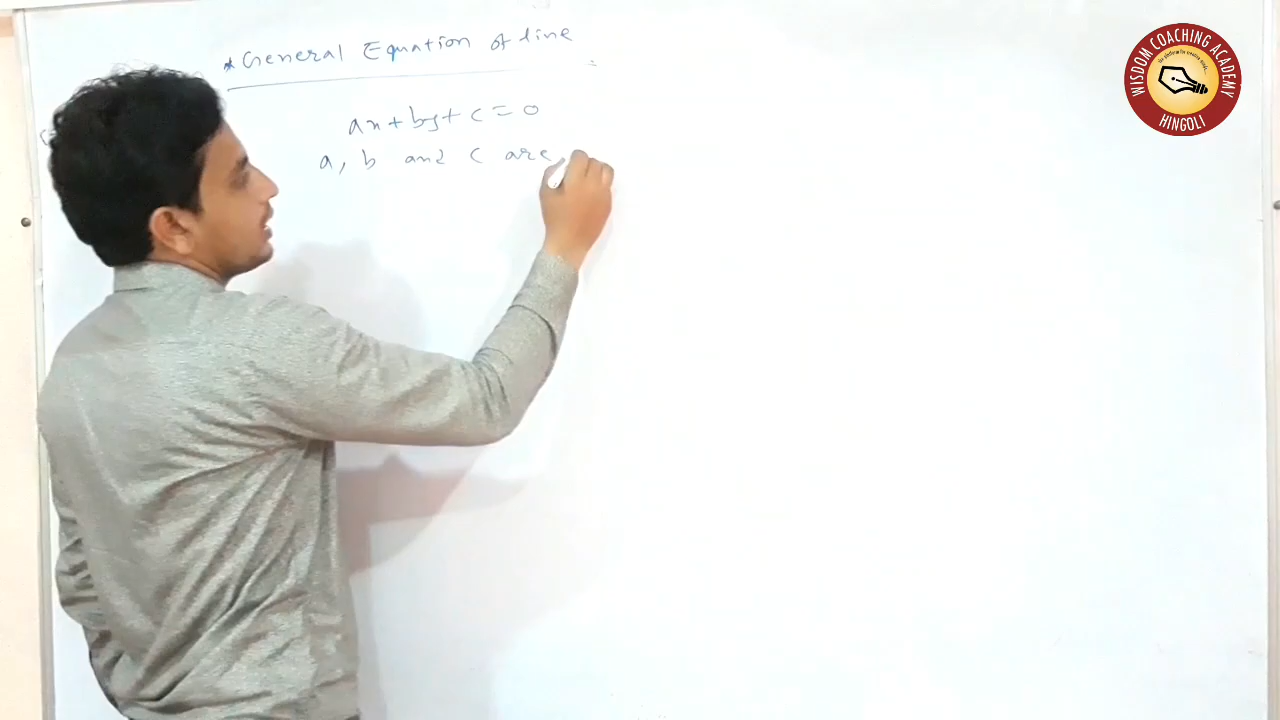 * General Equation of line
ax + by + c = 0
a, b and c are
WISDOM COACHING ACADEMY
HINGOLI